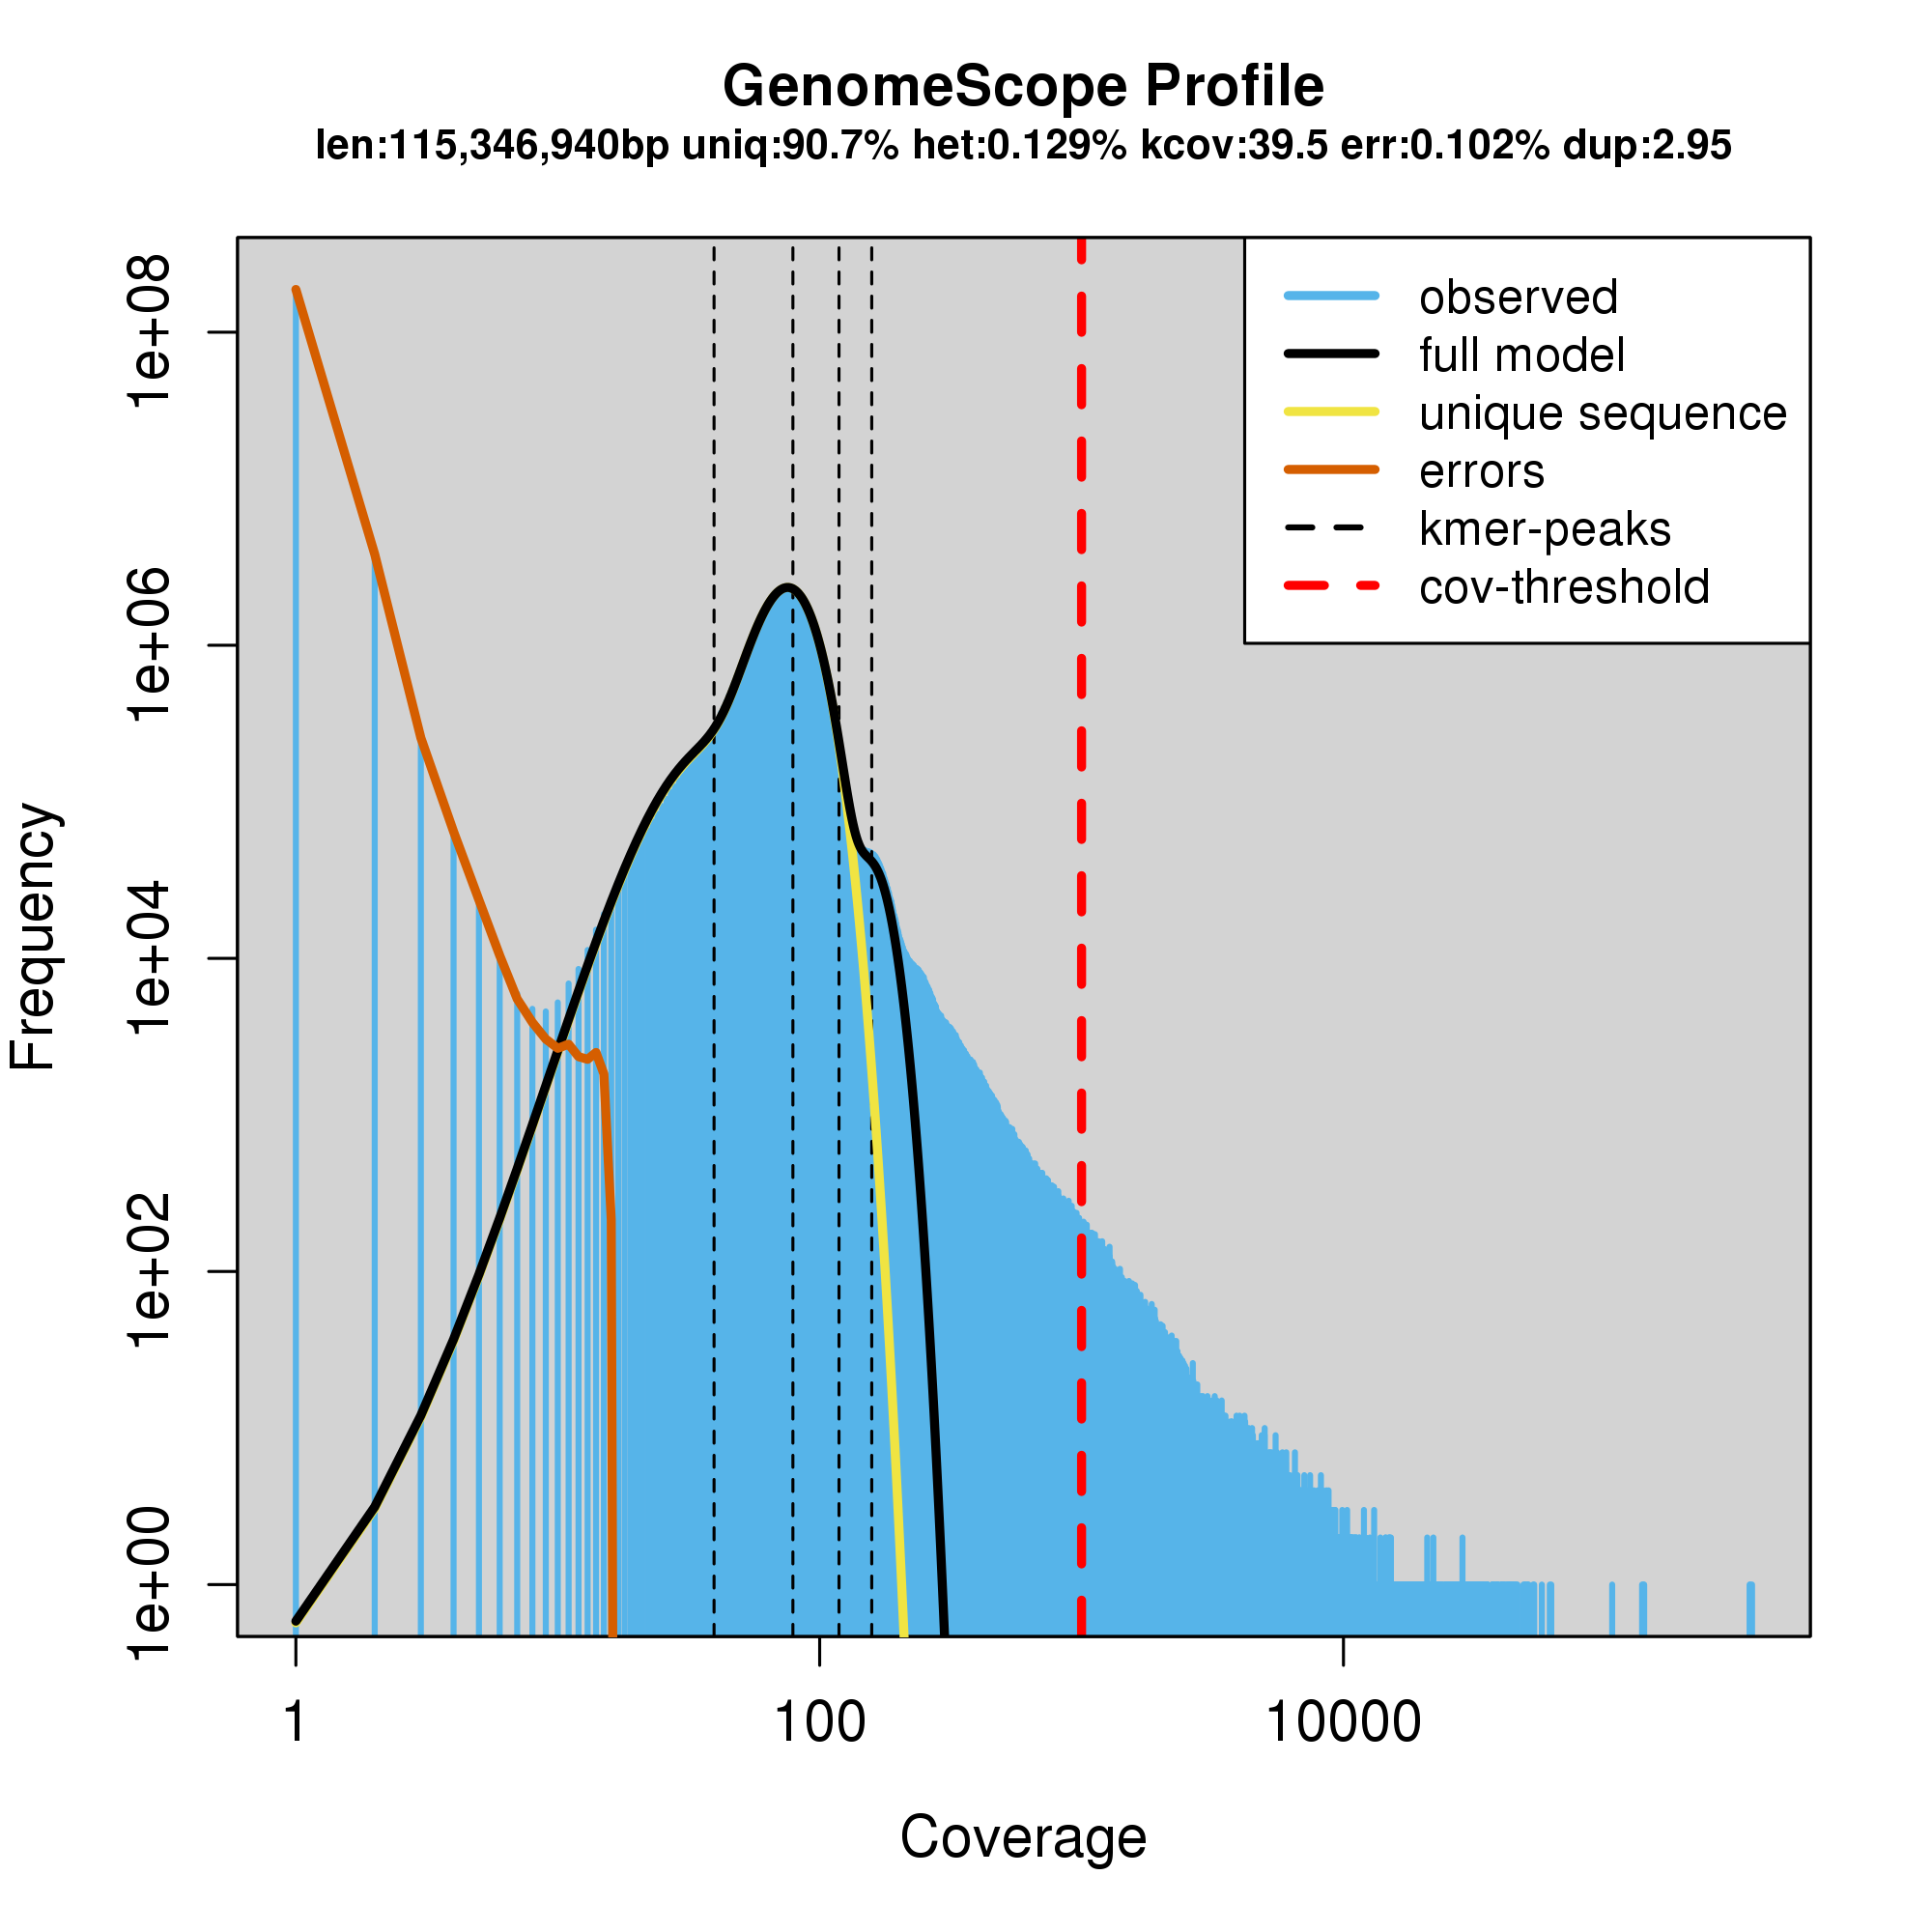 GenomeScope Profile
len:115,346,940bp uniq:90.7% het:0.129% kcov:39.5 err:0.102% dup:2.95
observed
full model
unique sequence
errors
kmer-peaks
cov-threshold
Frequency
1e+08
1e+06
1e+04
1e+02
1e+00
1 100 10000
Coverage